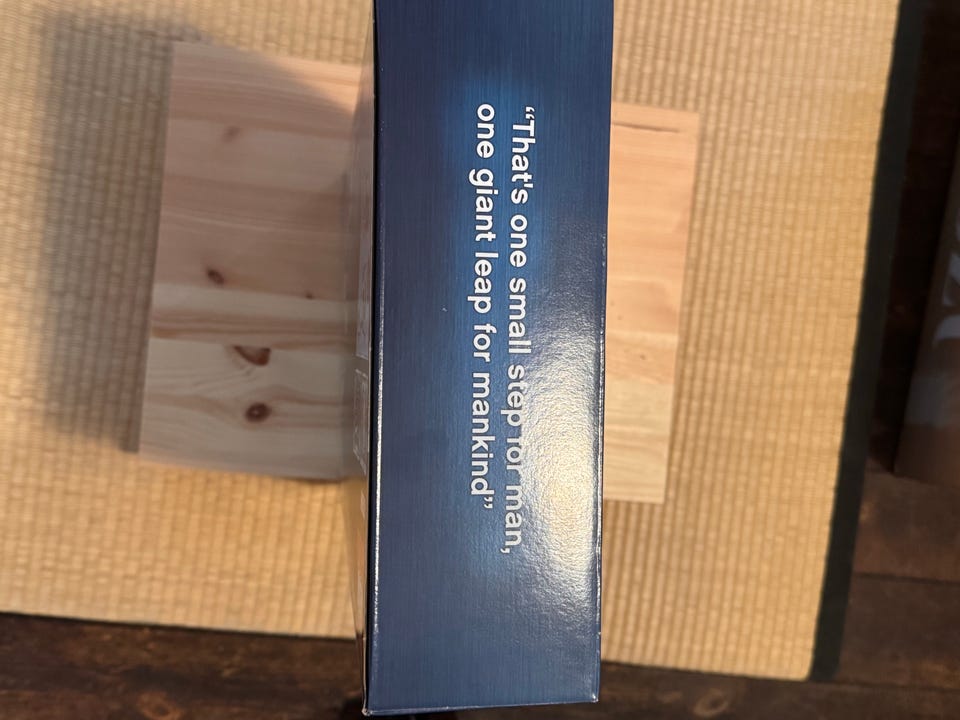 “That's one small step for man,
one giant leap for mankind”